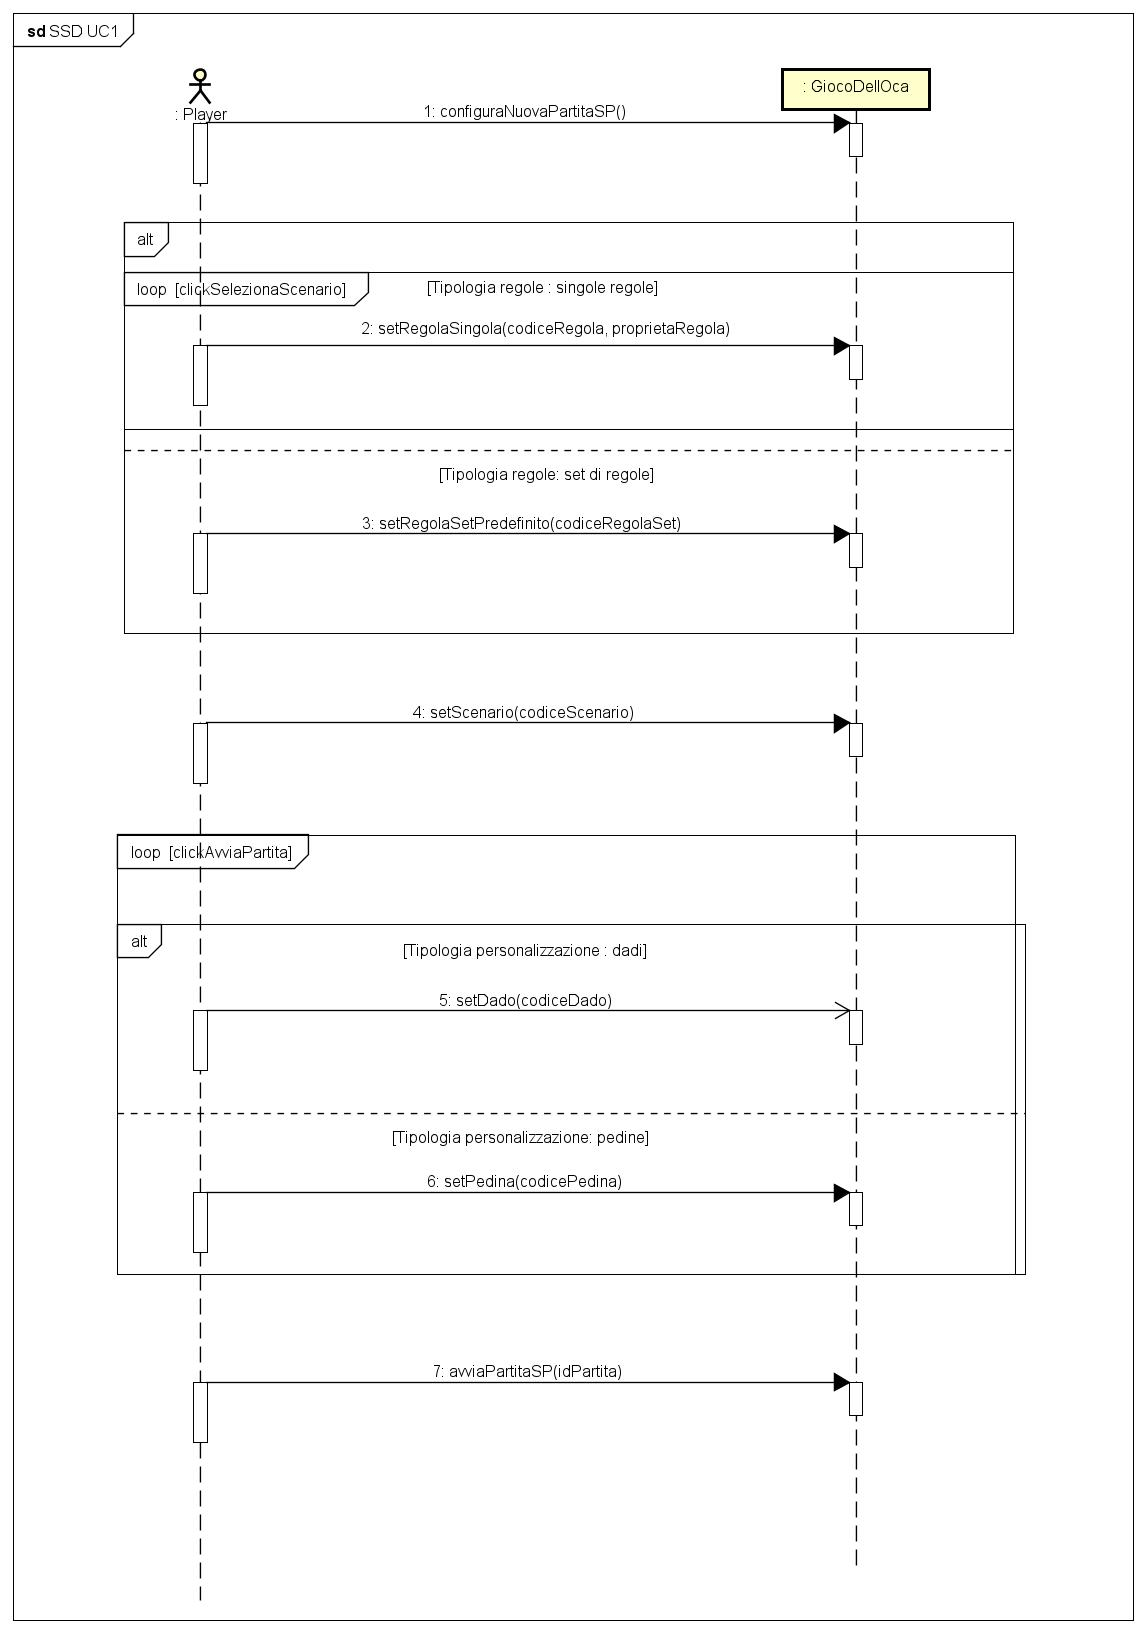 sd SSD UC1
: Player
: GiocoDellOca
1: configuraNuovaPartitaSP()
alt
loop [clickSelezionaScenario]
[Tipologia regole : singole regole]
2: setRegolaSingola(codiceRegola, proprietaRegola)
[Tipologia regole: set di regole]
3: setRegolaSetPredefinito(codiceRegolaSet)
4: setScenario(codiceScenario)
loop [clickAvviaPartita]
alt
[Tipologia personalizzazione : dadi]
5: setDado(codiceDado)
[Tipologia personalizzazione: pedine]
6: setPedina(codicePedina)
7: avviaPartitaSP(idPartita)